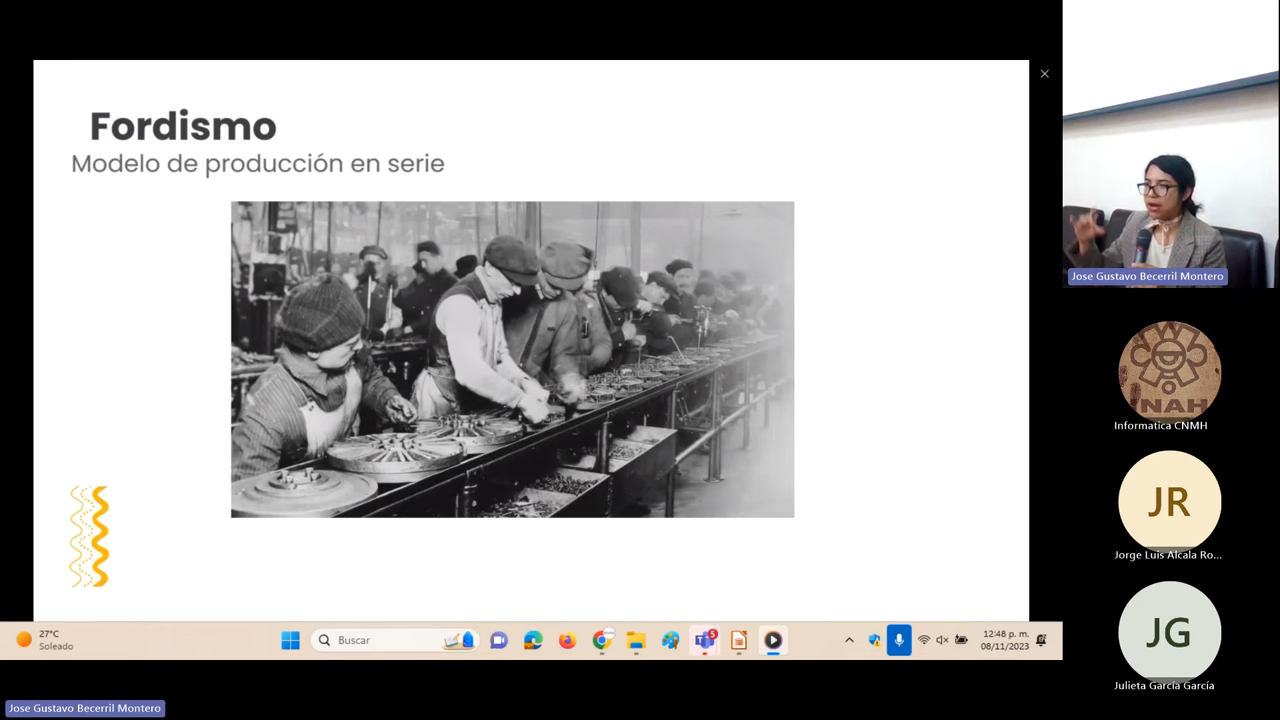 Fordismo
Modelo de producción en serie
Jose Gustavo Becerril Montero
INAH
Informatica CNMH
JR
Jorge Luis Alcala Ro...
JG
Julieta García García
27°C
Soleado
Buscar
5
12:48 p. m.
08/11/2023
Jose Gustavo Becerril Montero